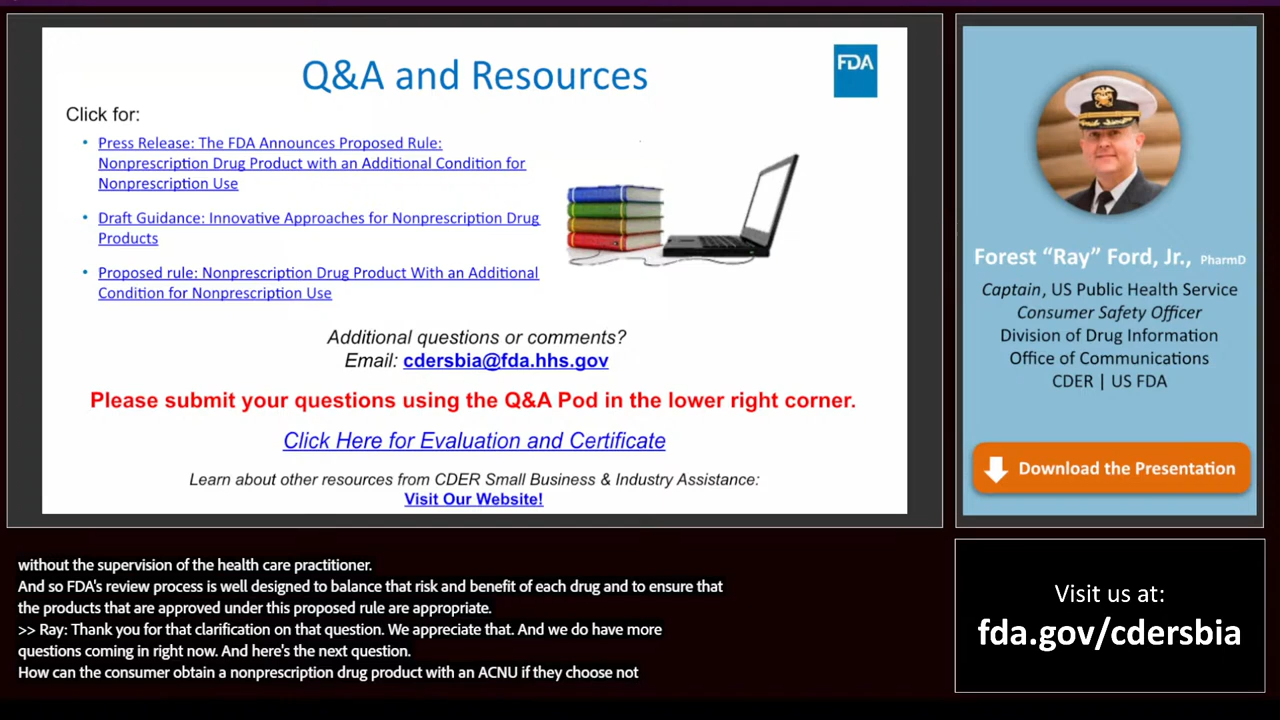 Q&A and Resources
FDA
Click for:
• Press Release: The FDA Announces Proposed Rule:
Nonprescription Drug Product with an Additional Condition for
Nonprescription Use
• Draft Guidance: Innovative Approaches for Nonprescription Drug
Products
• Proposed rule: Nonprescription Drug Product With an Additional
Condition for Nonprescription Use
Additional questions or comments?
Email: cdersbia@fda.hhs.gov
Please submit your questions using the Q&A Pod in the lower right corner.
Click Here for Evaluation and Certificate
Learn about other resources from CDER Small Business & Industry Assistance:
Visit Our Website!
Forest “Ray” Ford, Jr., PharmD
Captain, US Public Health Service
Consumer Safety Officer
Division of Drug Information
Office of Communications
CDER | US FDA
Download the Presentation
without the supervision of the health care practitioner.
And so FDA's review process is well designed to balance that risk and benefit of each drug and to ensure that
the products that are approved under this proposed rule are appropriate.
>> Ray: Thank you for that clarification on that question. We appreciate that. And we do have more
questions coming in right now. And here's the next question.
How can the consumer obtain a nonprescription drug product with an ACNU if they choose not
Visit us at:
fda.gov/cdersbia